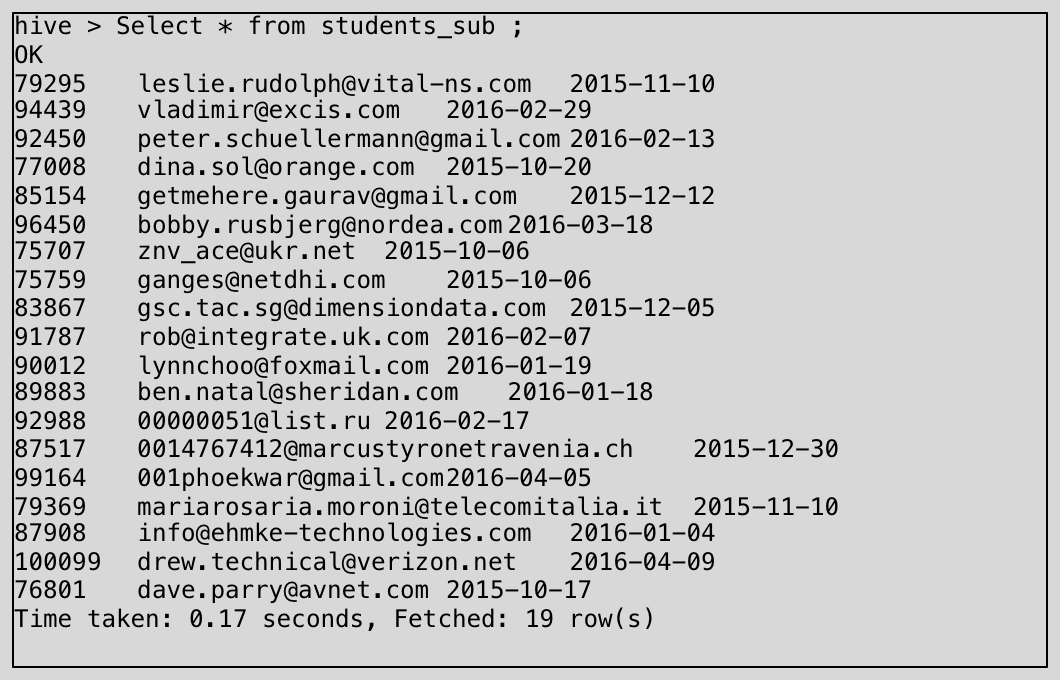 hive > Select * from students_sub ;
OK
79295 leslie.rudolph@vital-ns.com 2015-11-10
94439 vladimir@excis.com 2016-02-29
92450 peter.schuellermann@gmail.com 2016-02-13
77008 dina.sol@orange.com 2015-10-20
85154 getmehere.gaurav@gmail.com 2015-12-12
96450 bobby.rusbjerg@nordea.com 2016-03-18
75707 znv_ace@ukr.net 2015-10-06
75759 ganges@netdhi.com 2015-10-06
83867 gsc.tac.sg@dimensiondata.com 2015-12-05
91787 rob@integrate.uk.com 2016-02-07
90012 lynnchoo@foxmail.com 2016-01-19
89883 ben.natal@sheridan.com 2016-01-18
92988 00000051@list.ru 2016-02-17
87517 0014767412@marcustyronetravenia.ch 2015-12-30
99164 001phoekwar@gmail.com 2016-04-05
79369 mariarosaria.moroni@telecomitalia.it 2015-11-10
87908 info@ehmke-technologies.com 2016-01-04
100099 drew.technical@verizon.net 2016-04-09
76801 dave.parry@avnet.com 2015-10-17
Time taken: 0.17 seconds, Fetched: 19 row(s)